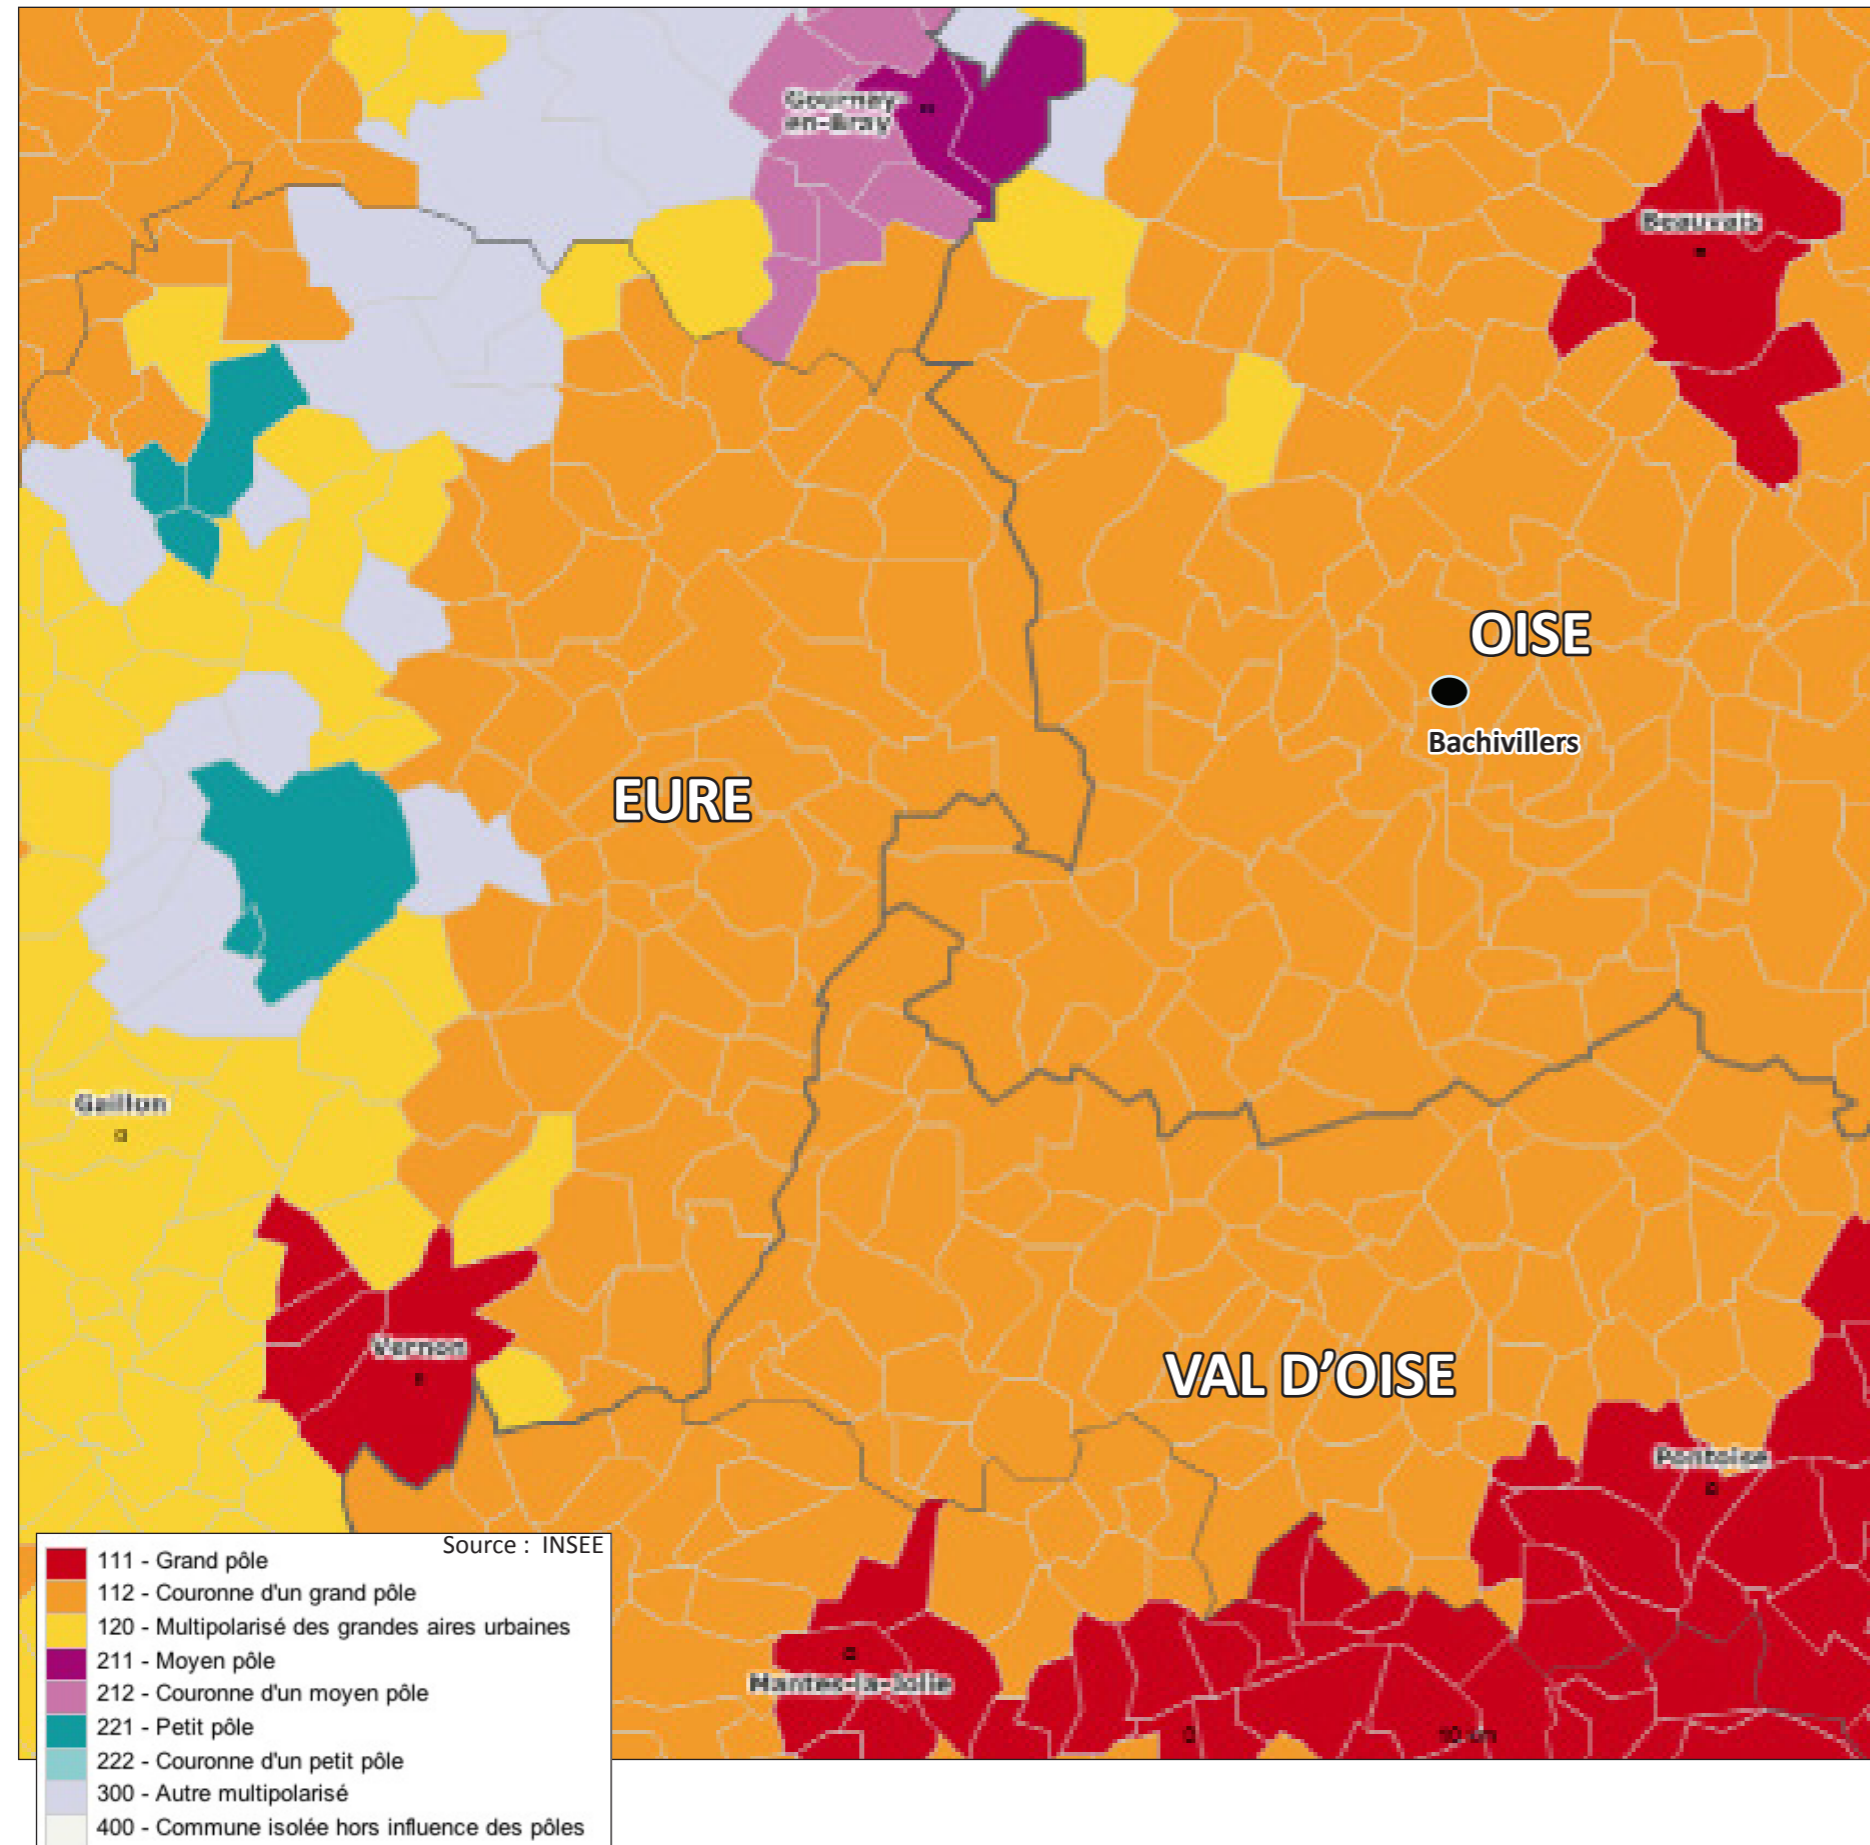 Gournay-
en-Bray
Beauvais
OISE
Bachivillers
EURE
Gaillon
Vernon
VAL D'OISE
Pontoise
Mantes-la-Jolie
0 10 km
Source : INSEE
111 - Grand pôle
112 - Couronne d'un grand pôle
120 - Multipolarisé des grandes aires urbaines
211 - Moyen pôle
212 - Couronne d'un moyen pôle
221 - Petit pôle
222 - Couronne d'un petit pôle
300 - Autre multipolarisé
400 - Commune isolée hors influence des pôles